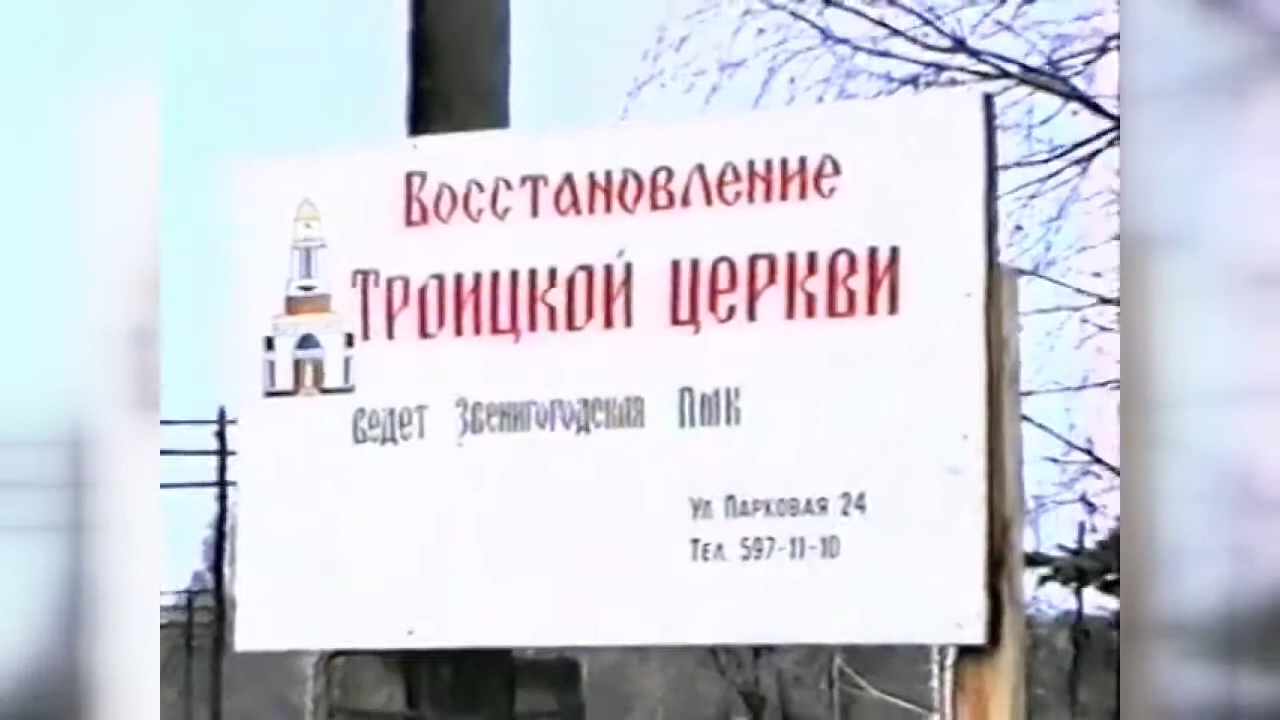 Восстановление
Троицкой церкви
ведет Звенигородская ПМК
Ул Парковая 24
Тел. 597-11-10